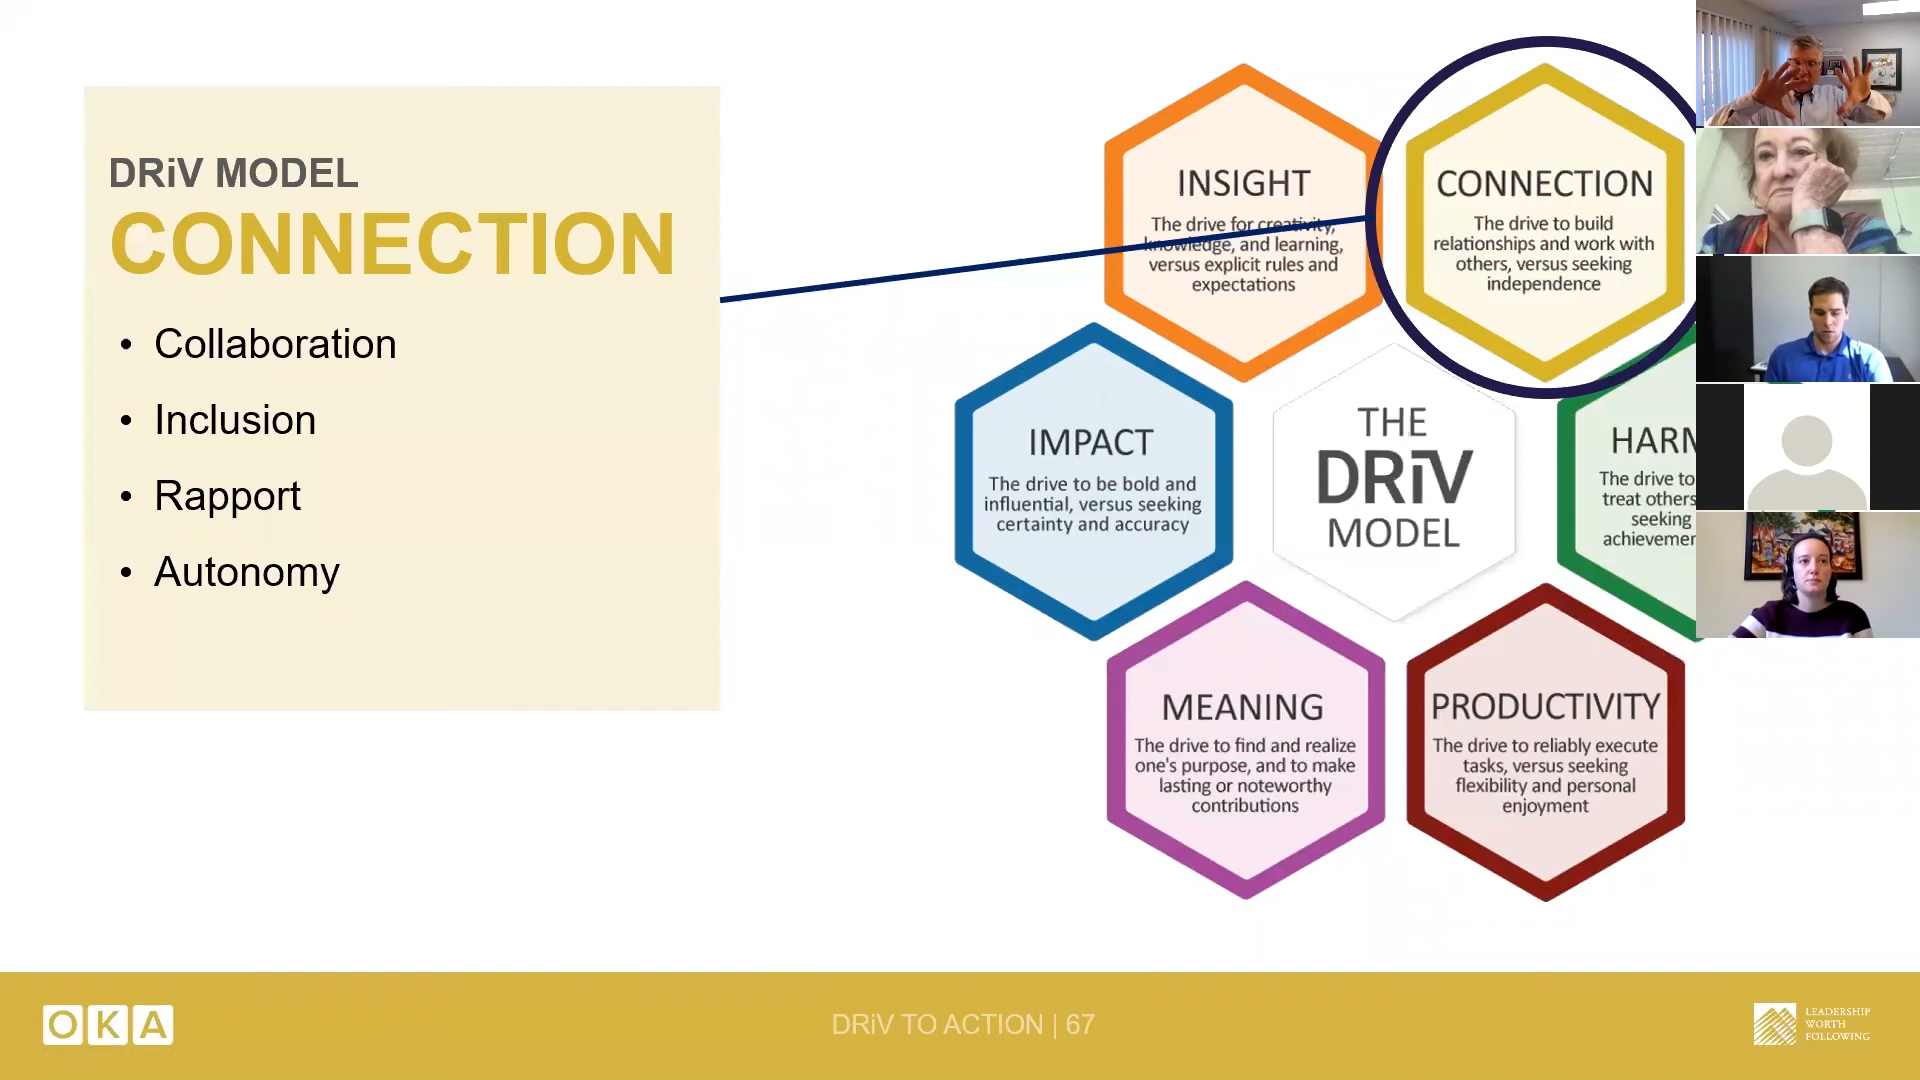 DRiV MODEL
CONNECTION
• Collaboration
• Inclusion
• Rapport
• Autonomy
INSIGHT
The drive for creativity,
knowledge, and learning,
versus explicit rules and
expectations
CONNECTION
The drive to build
relationships and work with
others, versus seeking
independence
IMPACT
The drive to be bold and
influential, versus seeking
certainty and accuracy
THE
DRiV
MODEL
HARM
The drive to
treat others
seeking
achievemen
MEANING
The drive to find and realize
one's purpose, and to make
lasting or noteworthy
contributions
PRODUCTIVITY
The drive to reliably execute
tasks, versus seeking
flexibility and personal
enjoyment
OKA
DRiV TO ACTION | 67
LEADERSHIP
WORTH
FOLLOWING